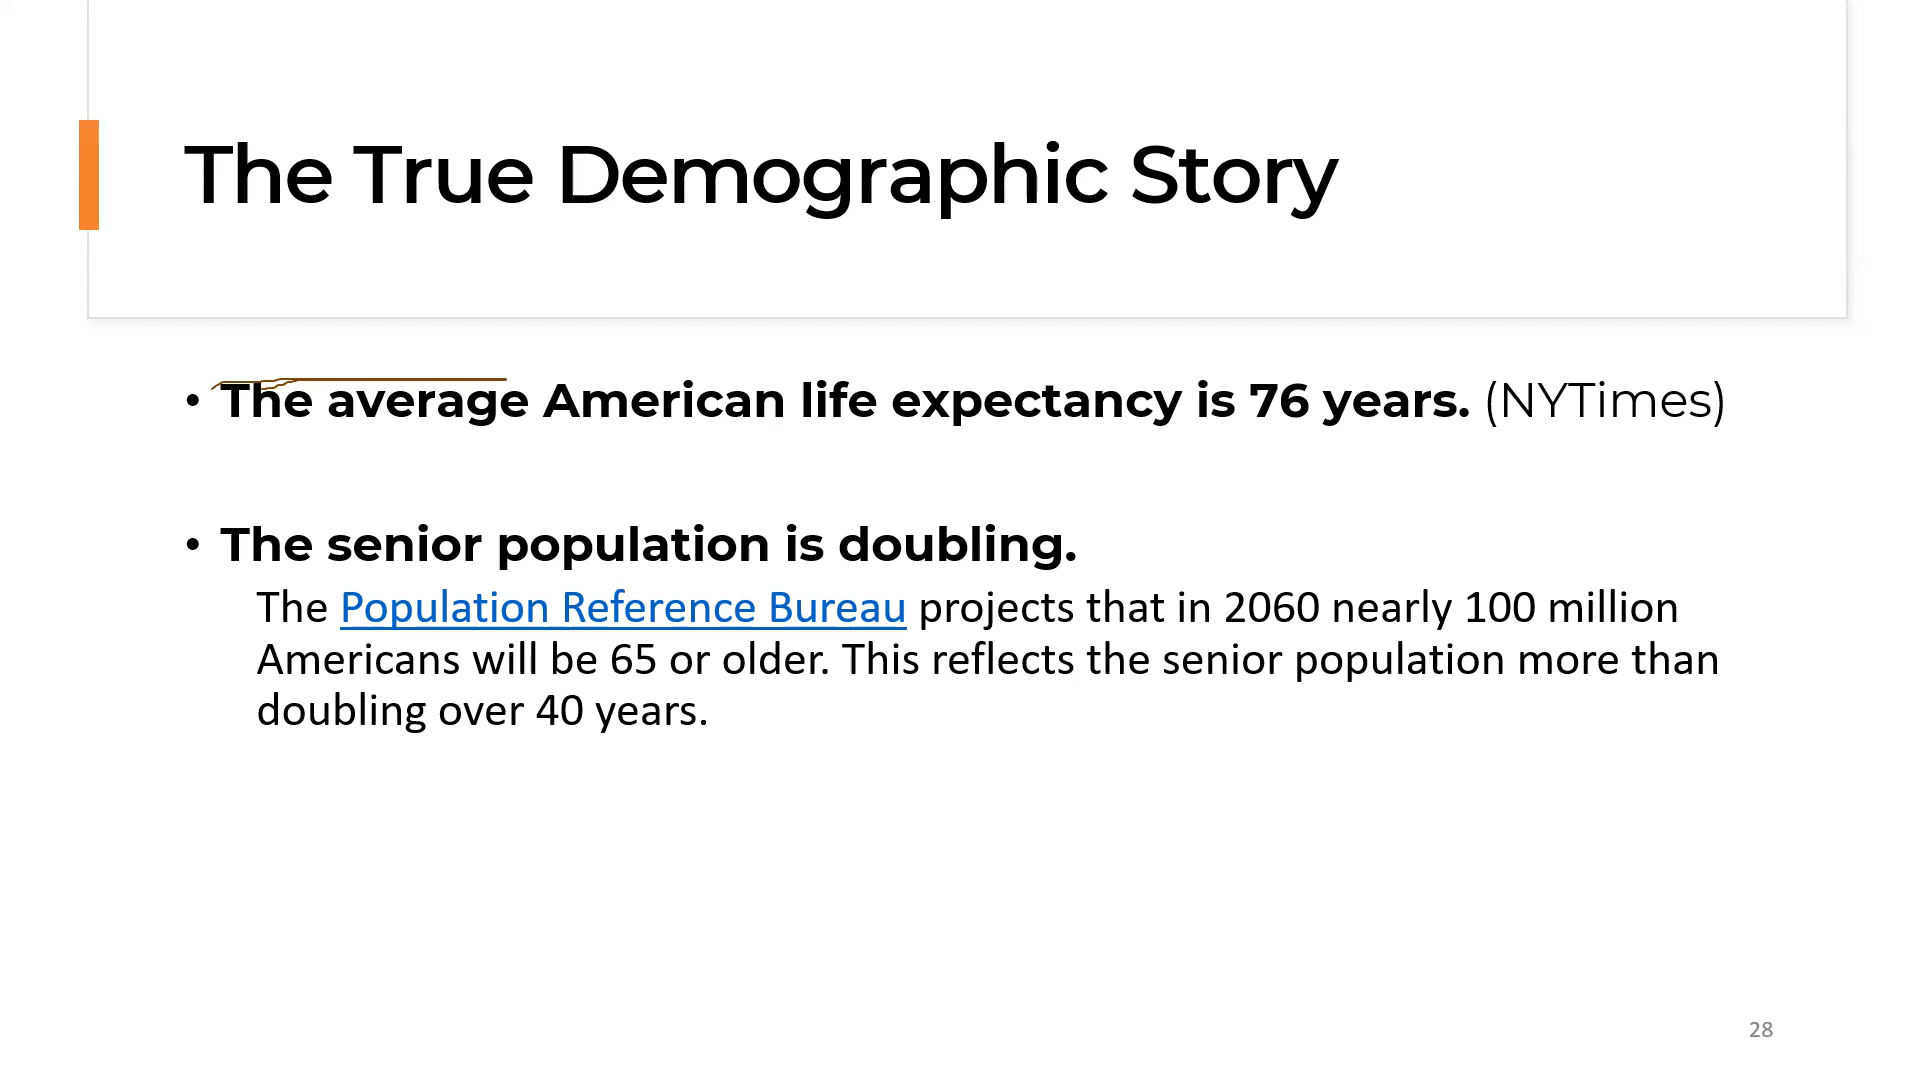 The True Demographic Story
• The average American life expectancy is 76 years. (NYTimes)
• The senior population is doubling.
The Population Reference Bureau projects that in 2060 nearly 100 million
Americans will be 65 or older. This reflects the senior population more than
doubling over 40 years.
28